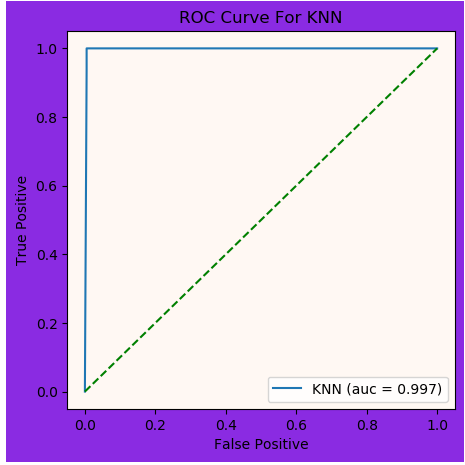 ROC Curve For KNN
True Positive
1.0
0.8
0.6
0.4
0.2
0.0
KNN (auc = 0.997)
0.0 0.2 0.4 0.6 0.8 1.0
False Positive